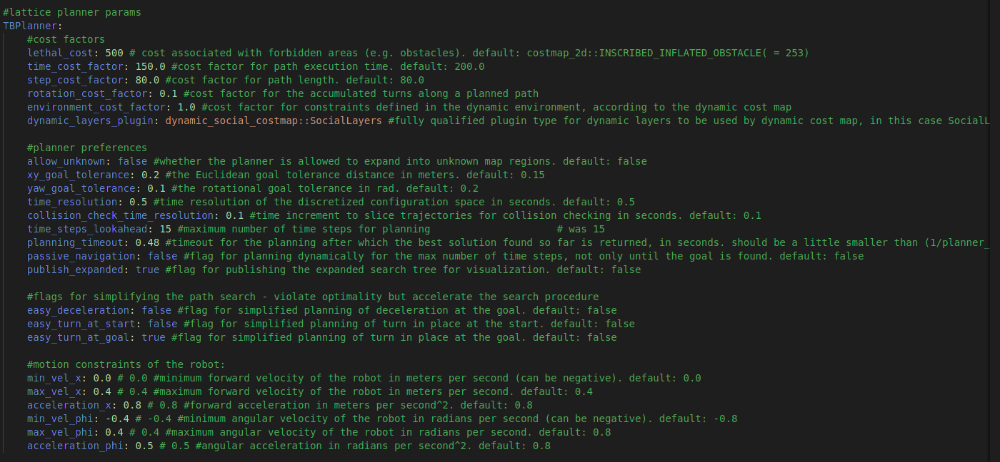 #lattice planner params
TBPlanner:
#cost factors
lethal_cost: 500 # cost associated with forbidden areas (e.g. obstacles). default: costmap_2d::INSCRIBED_INFLATED_OBSTACLE( = 253)
time_cost_factor: 150.0 #cost factor for path execution time. default: 200.0
step_cost_factor: 80.0 #cost factor for path length. default: 80.0
rotation_cost_factor: 0.1 #cost factor for the accumulated turns along a planned path
environment_cost_factor: 1.0 #cost factor for constraints defined in the dynamic environment, according to the dynamic cost map
dynamic_layers_plugin: dynamic_social_costmap::SocialLayers #fully qualified plugin type for dynamic layers to be used by dynamic cost map, in this case SocialL
#planner preferences
allow_unknown: false #whether the planner is allowed to expand into unknown map regions. default: false
xy_goal_tolerance: 0.2 #the Euclidean goal tolerance distance in meters. default: 0.15
yaw_goal_tolerance: 0.1 #the rotational goal tolerance in rad. default: 0.2
time_resolution: 0.5 #time resolution of the discretized configuration space in seconds. default: 0.5
collision_check_time_resolution: 0.1 #time increment to slice trajectories for collision checking in seconds. default: 0.1
time_steps_lookahead: 15 #maximum number of time steps for planning # was 15
planning_timeout: 0.48 #timeout for the planning after which the best solution found so far is returned, in seconds. should be a little smaller than (1/planner_
passive_navigation: false #flag for planning dynamically for the max number of time steps, not only until the goal is found. default: false
publish_expanded: true #flag for publishing the expanded search tree for visualization. default: false
#flags for simplifying the path search - violate optimality but accelerate the search procedure
easy_deceleration: false #flag for simplified planning of deceleration at the goal. default: false
easy_turn_at_start: false #flag for simplified planning of turn in place at the start. default: false
easy_turn_at_goal: true #flag for simplified planning of turn in place at the goal. default: false
#motion constraints of the robot:
min_vel_x: 0.0 # 0.0 #minimum forward velocity of the robot in meters per second (can be negative). default: 0.0
max_vel_x: 0.4 # 0.4 #maximum forward velocity of the robot in meters per second. default: 0.4
acceleration_x: 0.8 # 0.8 #forward acceleration in meters per second^2. default: 0.8
min_vel_phi: -0.4 # -0.4 #minimum angular velocity of the robot in radians per second (can be negative). default: -0.8
max_vel_phi: 0.4 # 0.4 #maximum angular velocity of the robot in radians per second. default: 0.8
acceleration_phi: 0.5 # 0.5 #angular acceleration in radians per second^2. default: 0.8